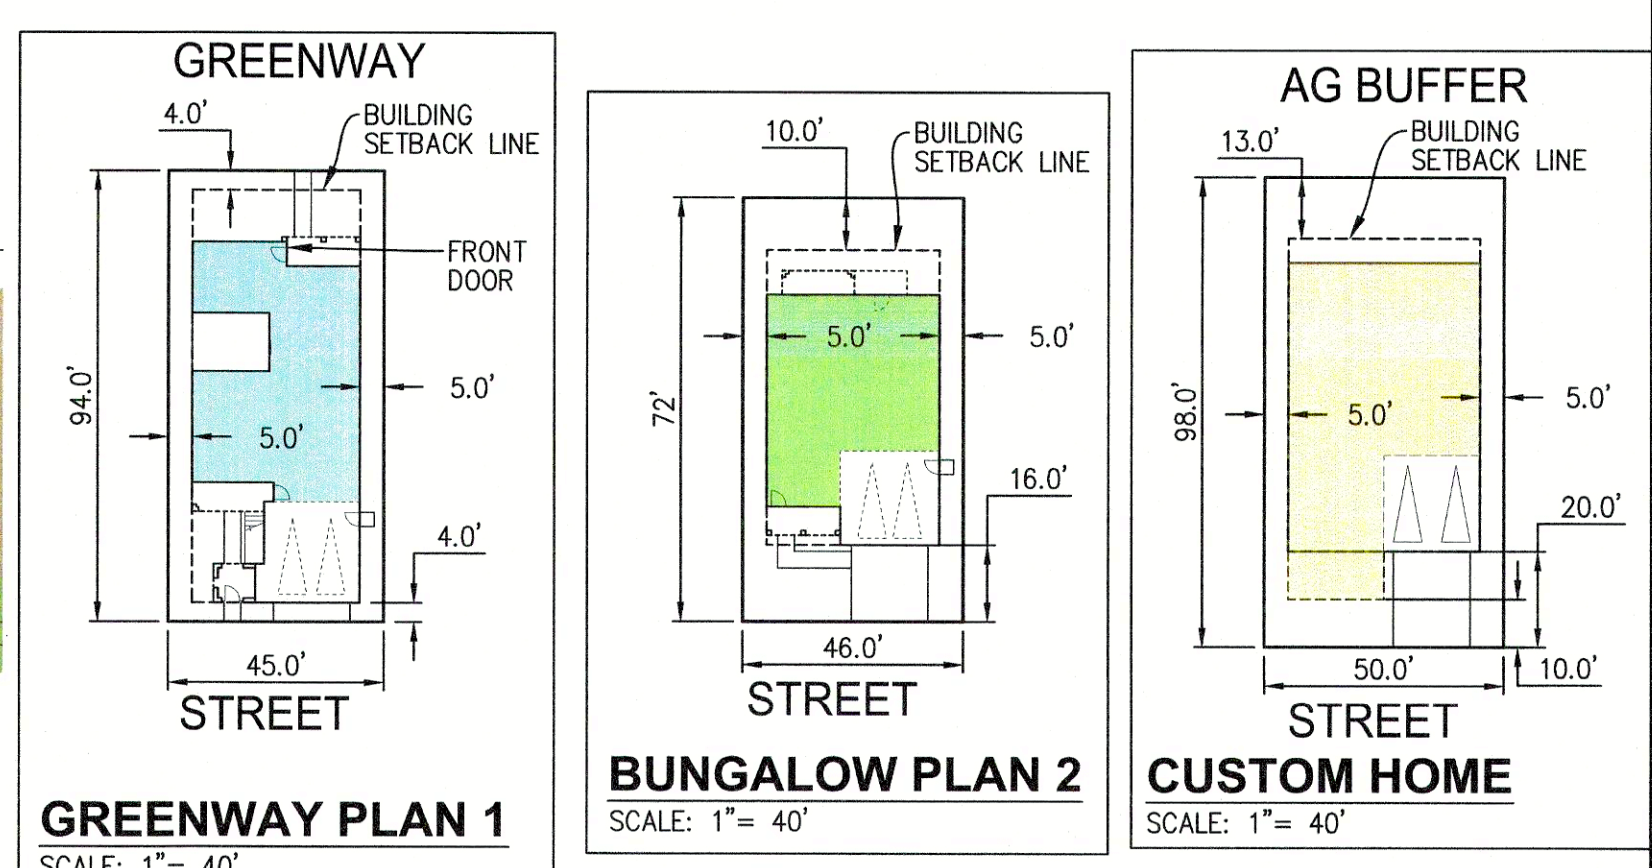 GREENWAY
4.0'
BUILDING
SETBACK LINE
FRONT
DOOR
94.0'
5.0'
5.0'
4.0'
45.0'
STREET
GREENWAY PLAN 1
SCALE: 1"= 40'
10.0'
BUILDING
SETBACK LINE
72'
5.0'
5.0'
16.0'
46.0'
STREET
BUNGALOW PLAN 2
SCALE: 1"= 40'
AG BUFFER
13.0'
BUILDING
SETBACK LINE
98.0'
5.0'
5.0'
20.0'
50.0'
10.0'
STREET
CUSTOM HOME
SCALE: 1"= 40'